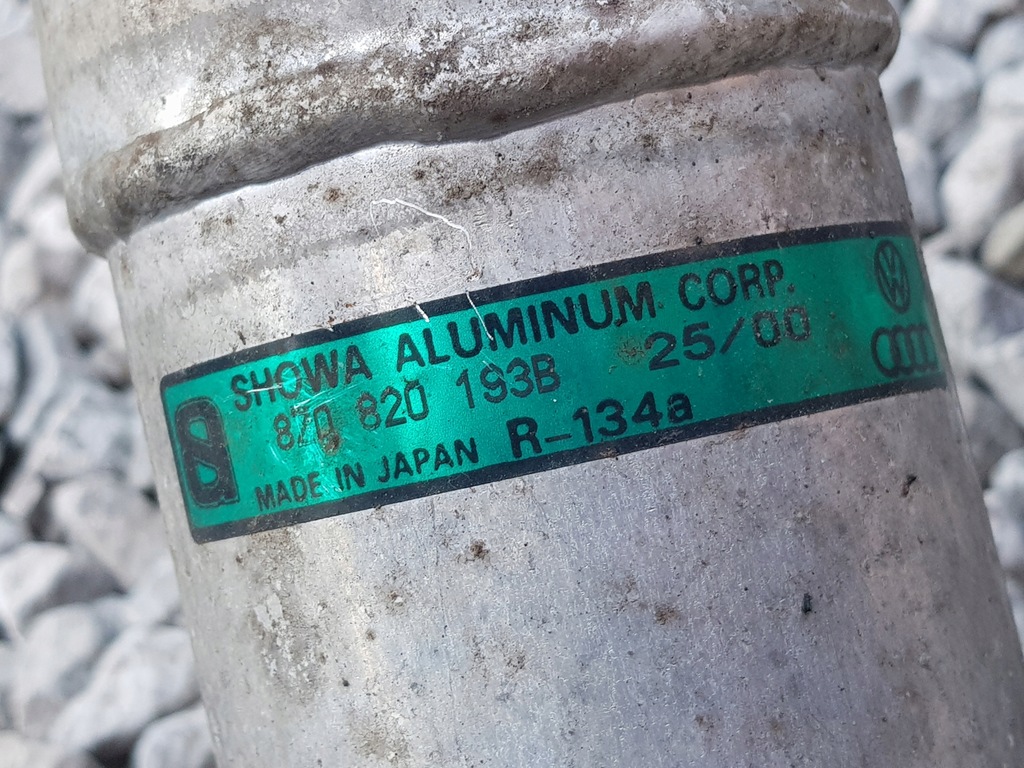 SHOWA ALUMINUM CORP.
8Z0 820 193B 25/00
MADE IN JAPAN R-134a